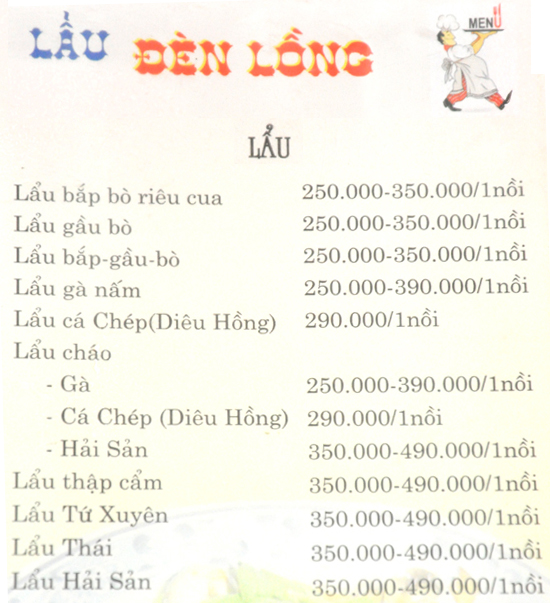 LẨU ĐÈN LỒNG
MENU
LẨU
Lẩu bắp bò riêu cua 250.000-350.000/1nồi
Lẩu gầu bò 250.000-350.000/1nồi
Lẩu bắp-gầu-bò 250.000-350.000/1nồi
Lẩu gà nấm 250.000-390.000/1nồi
Lẩu cá Chép(Diêu Hồng) 290.000/1nồi
Lẩu cháo
- Gà 250.000-390.000/1nồi
- Cá Chép (Diêu Hồng) 290.000/1nồi
- Hải Sản 350.000-490.000/1nồi
Lẩu thập cẩm 350.000-490.000/1nồi
Lẩu Tứ Xuyên 350.000-490.000/1nồi
Lẩu Thái 350.000-490.000/1nồi
Lẩu Hải Sản 350.000-490.000/1nồi